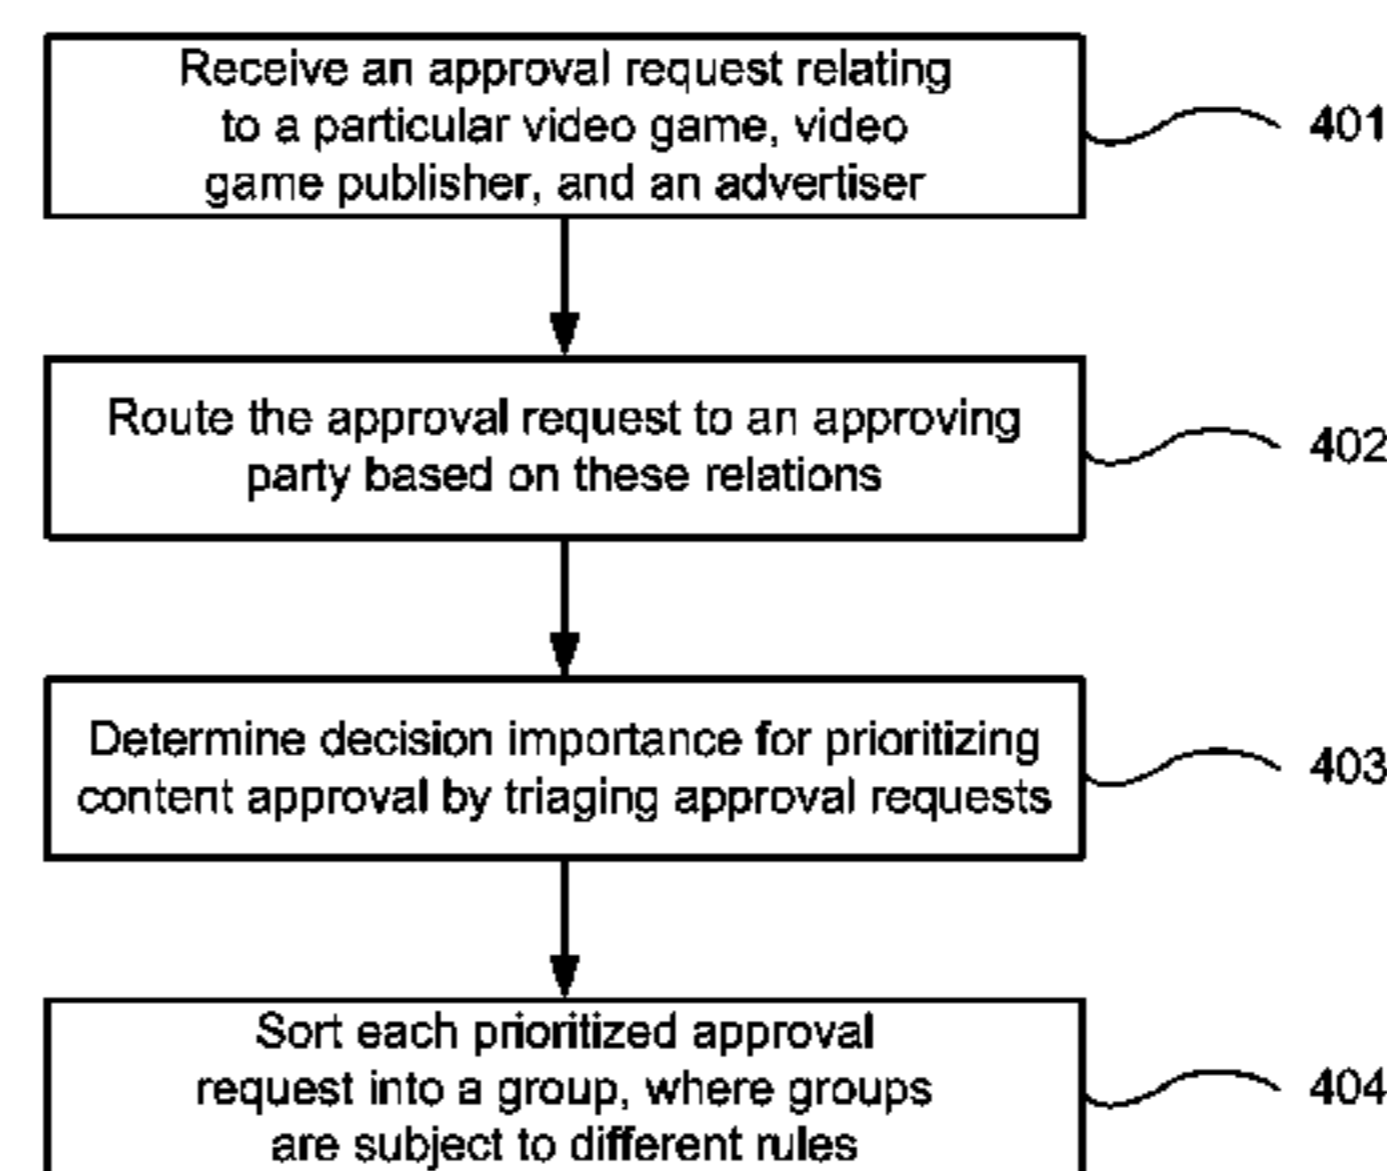 Receive an approval request relating
to a particular video game, video
game publisher, and an advertiser
401
Route the approval request to an approving
party based on these relations
402
Determine decision importance for prioritizing
content approval by triaging approval requests
403
Sort each prioritized approval
request into a group, where groups
are subject to different rules
404